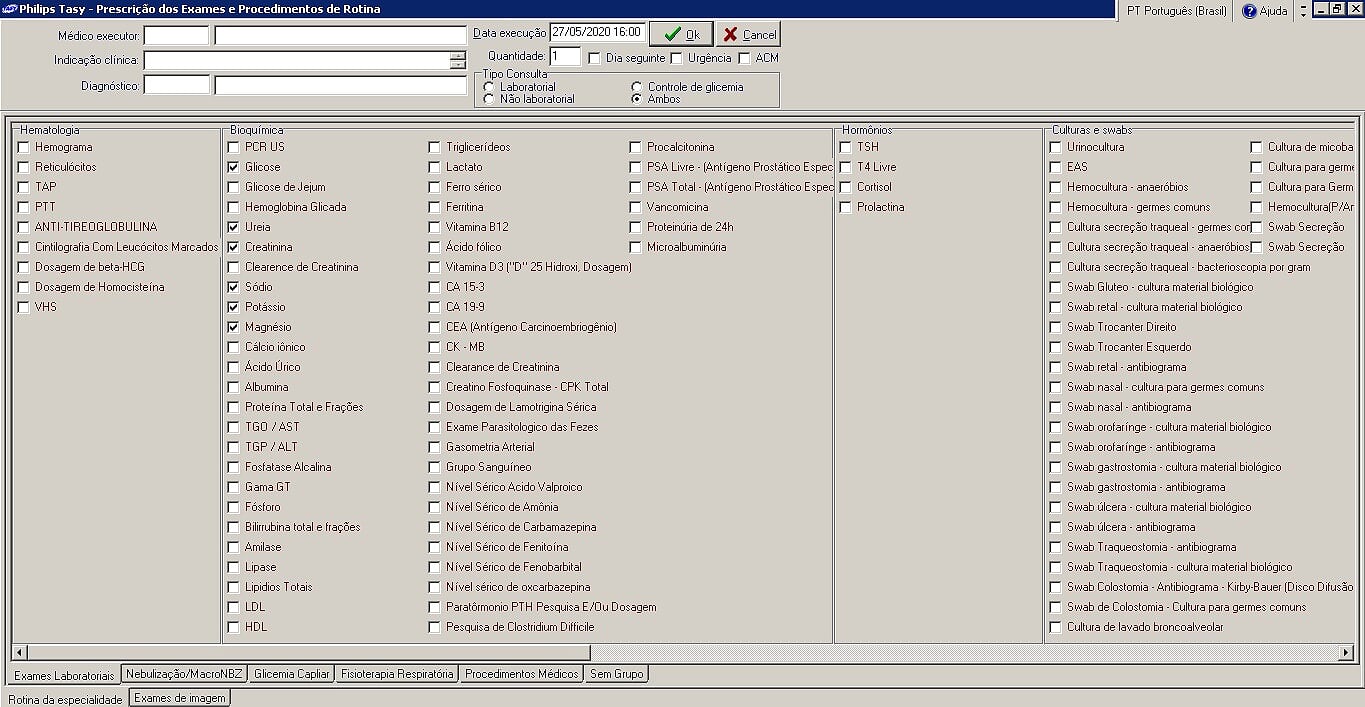 Philips Tasy - Prescrição dos Exames e Procedimentos de Rotina
PT Português (Brasil)
Ajuda
Médico executor:
Data execução 27/05/2020 16:00
Ok
Cancel
Indicação clínica:
Quantidade: 1
Dia seguinte
Urgência
ACM
Diagnóstico:
Tipo Consulta
Laboratorial
Controle de glicemia
Não laboratorial
Ambos
Hematologia
Hemograma
Reticulócitos
TAP
PTT
ANTI-TIREOGLOBULINA
Cintilografia Com Leucócitos Marcados
Dosagem de beta-HCG
Dosagem de Homocisteína
VHS
Bioquímica
PCR US
Glicose
Glicose de Jejum
Hemoglobina Glicada
Ureia
Creatinina
Clearence de Creatinina
Sódio
Potássio
Magnésio
Cálcio iônico
Ácido Úrico
Albumina
Proteína Total e Frações
TGO / AST
TGP / ALT
Fosfatase Alcalina
Gama GT
Fósforo
Bilirrubina total e frações
Amilase
Lipase
Lipidios Totais
LDL
HDL
Triglicerídeos
Lactato
Ferro sérico
Ferritina
Vitamina B12
Ácido fólico
Vitamina D3 ("D" 25 Hidroxi, Dosagem)
CA 15-3
CA 19-9
CEA (Antígeno Carcinoembriogênio)
CK - MB
Clearance de Creatinina
Creatino Fosfoquinase - CPK Total
Dosagem de Lamotrigina Sérica
Exame Parasitologico das Fezes
Gasometria Arterial
Grupo Sanguíneo
Nível Sérico Acido Valproico
Nível Sérico de Amônia
Nível Sérico de Carbamazepina
Nível Sérico de Fenitoína
Nível Sérico de Fenobarbital
Nível sérico de oxcarbazepina
Paratôrmonio PTH Pesquisa E/Ou Dosagem
Pesquisa de Clostridium Difficile
Procalcitonina
PSA Livre - (Antígeno Prostático Espec
PSA Total - (Antígeno Prostático Espec
Vancomicina
Proteinúria de 24h
Microalbuminúria
Hormônios
TSH
T4 Livre
Cortisol
Prolactina
Culturas e swabs
Urinocultura
EAS
Hemocultura - anaeróbios
Hemocultura - germes comuns
Cultura secreção traqueal - germes con
Cultura secreção traqueal - anaeróbios
Cultura secreção traqueal - bacterioscopia por gram
Swab Gluteo - cultura material biológico
Swab retal - cultura material biológico
Swab Trocanter Direito
Swab Trocanter Esquerdo
Swab retal - antibiograma
Swab nasal - cultura para germes comuns
Swab nasal - antibiograma
Swab orofarínge - cultura material biológico
Swab orofarínge - antibiograma
Swab gastrostomia - cultura material biológico
Swab gastrostomia - antibiograma
Swab úlcera - cultura material biológico
Swab úlcera - antibiograma
Swab Traqueostomia - antibiograma
Swab Traqueostomia - cultura material biológico
Swab Colostomia - Antibiograma - Kirby-Bauer (Disco Difusão
Swab de Colostomia - Cultura para germes comuns
Cultura de lavado broncoalveolar
Cultura de micoba
Cultura para germe
Cultura para Germ
Hemocultura(P/Ar
Swab Secreção
Swab Secreção
Exames Laboratoriais
Nebulização/MacroNBZ
Glicemia Capliar
Fisioterapia Respiratória
Procedimentos Médicos
Sem Grupo
Rotina da especialidade
Exames de imagem